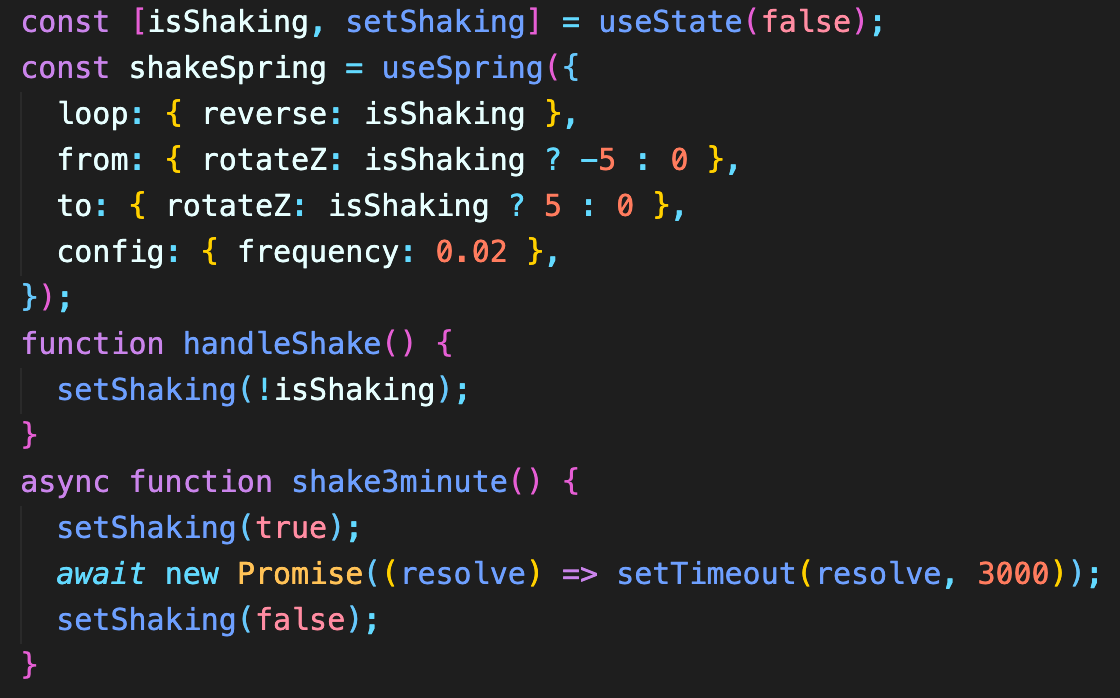 const [isShaking, setShaking] = useState(false);
const shakeSpring = useSpring({
  loop: { reverse: isShaking },
  from: { rotateZ: isShaking ? -5 : 0 },
  to: { rotateZ: isShaking ? 5 : 0 },
  config: { frequency: 0.02 },
});
function handleShake() {
  setShaking(!isShaking);
}
async function shake3minute() {
  setShaking(true);
  await new Promise((resolve) => setTimeout(resolve, 3000));
  setShaking(false);
}